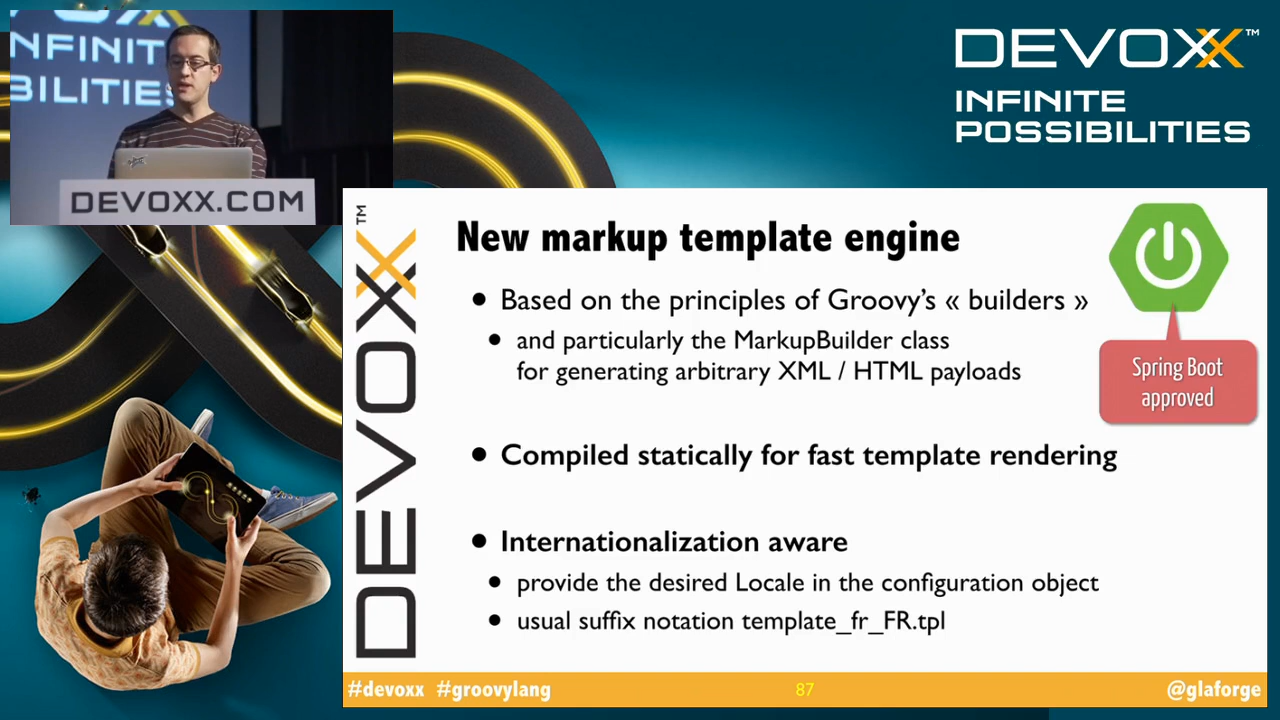 INFINIT
BILITIES
DEVOXX.COM
DEVOXX™
INFINITE
POSSIBILITIES
DEVOXX™
New markup template engine
• Based on the principles of Groovy’s « builders »
• and particularly the MarkupBuilder class
for generating arbitrary XML / HTML payloads
Spring Boot
approved
• Compiled statically for fast template rendering
• Internationalization aware
• provide the desired Locale in the configuration object
• usual suffix notation template_fr_FR.tpl
#devoxx #groovylang
87
@glaforge